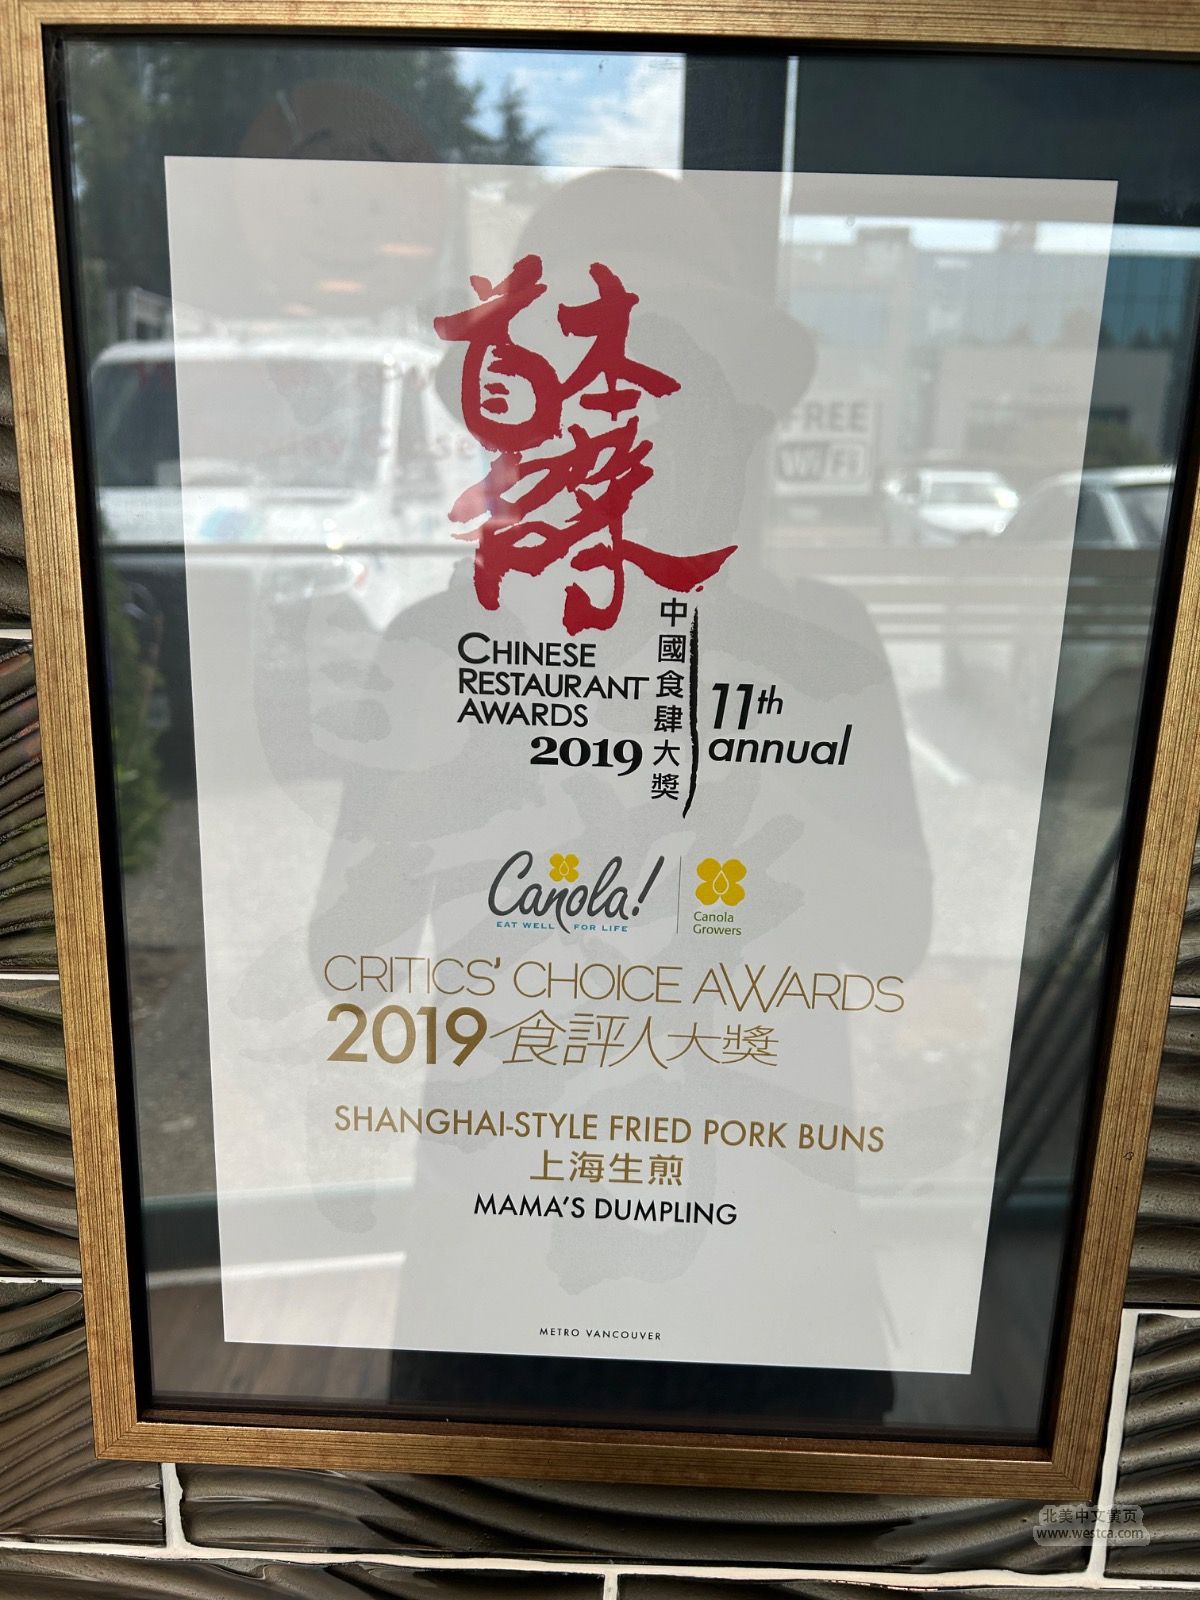 CHINESE
RESTAURANT
AWARDS
2019
中國食肆大獎
11th
annual
Canola!
EAT WELL FOR LIFE
Canola
Growers
CRITICS' CHOICE AWARDS
2019 食評人大獎
SHANGHAI-STYLE FRIED PORK BUNS
上海生煎
MAMA'S DUMPLING
METRO VANCOUVER
FREE
WiFi
北美中文黄页
www.westca.com